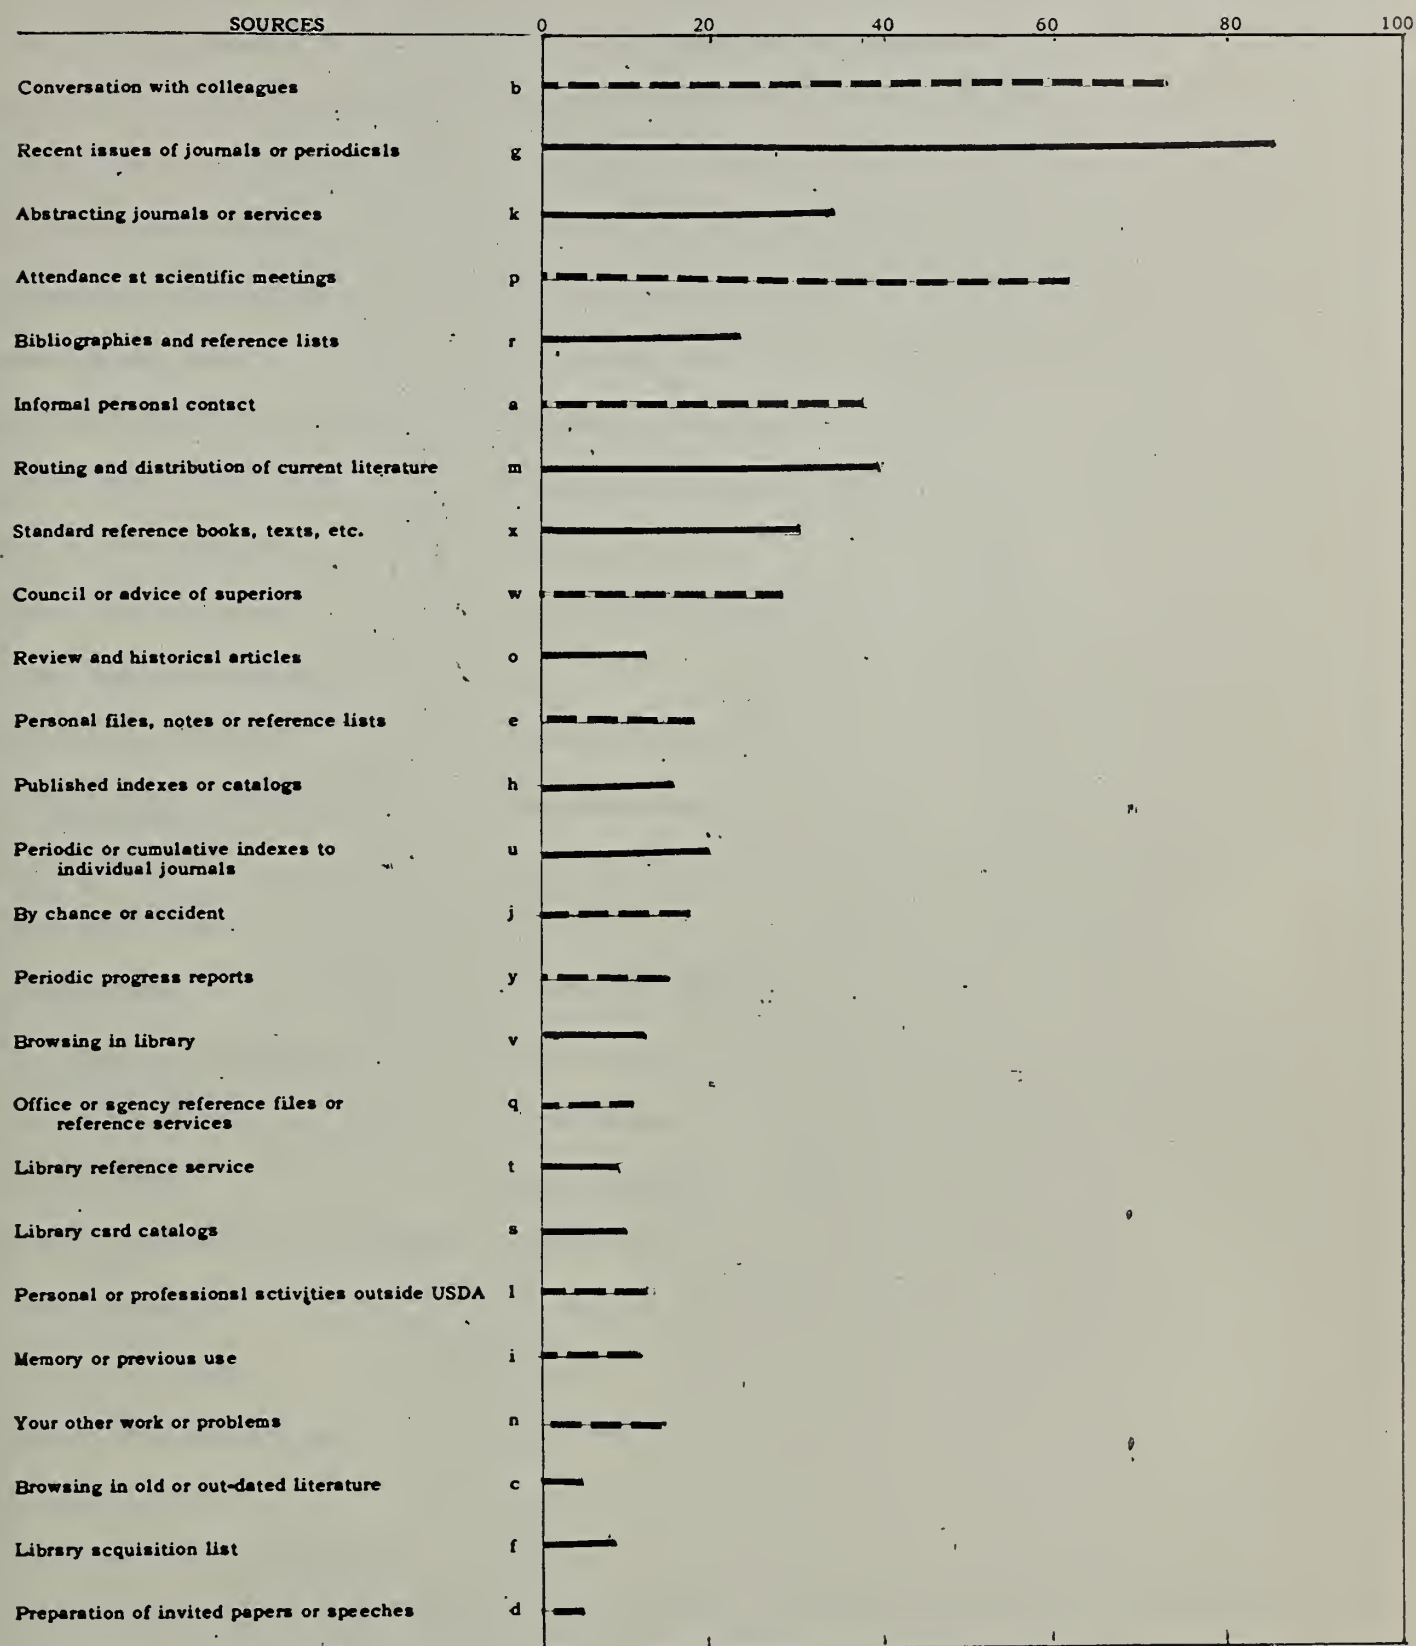 SOURCES 0 20 40 60 80 100
Conversation with colleagues b
Recent issues of journals or periodicals g
Abstracting journals or services k
Attendance at scientific meetings p
Bibliographies and reference lists r
Informal personal contact a
Routing and distribution of current literature m
Standard reference books, texts, etc. x
Council or advice of superiors w
Review and historical articles o
Personal files, notes or reference lists e
Published indexes or catalogs h
Periodic or cumulative indexes to u
individual journals
By chance or accident j
Periodic progress reports y
Browsing in library v
Office or agency reference files or q
reference services
Library reference service t
Library card catalogs s
Personal or professional activities outside USDA l
Memory or previous use i
Your other work or problems n
Browsing in old or out-dated literature c
Library acquisition list f
Preparation of invited papers or speeches d